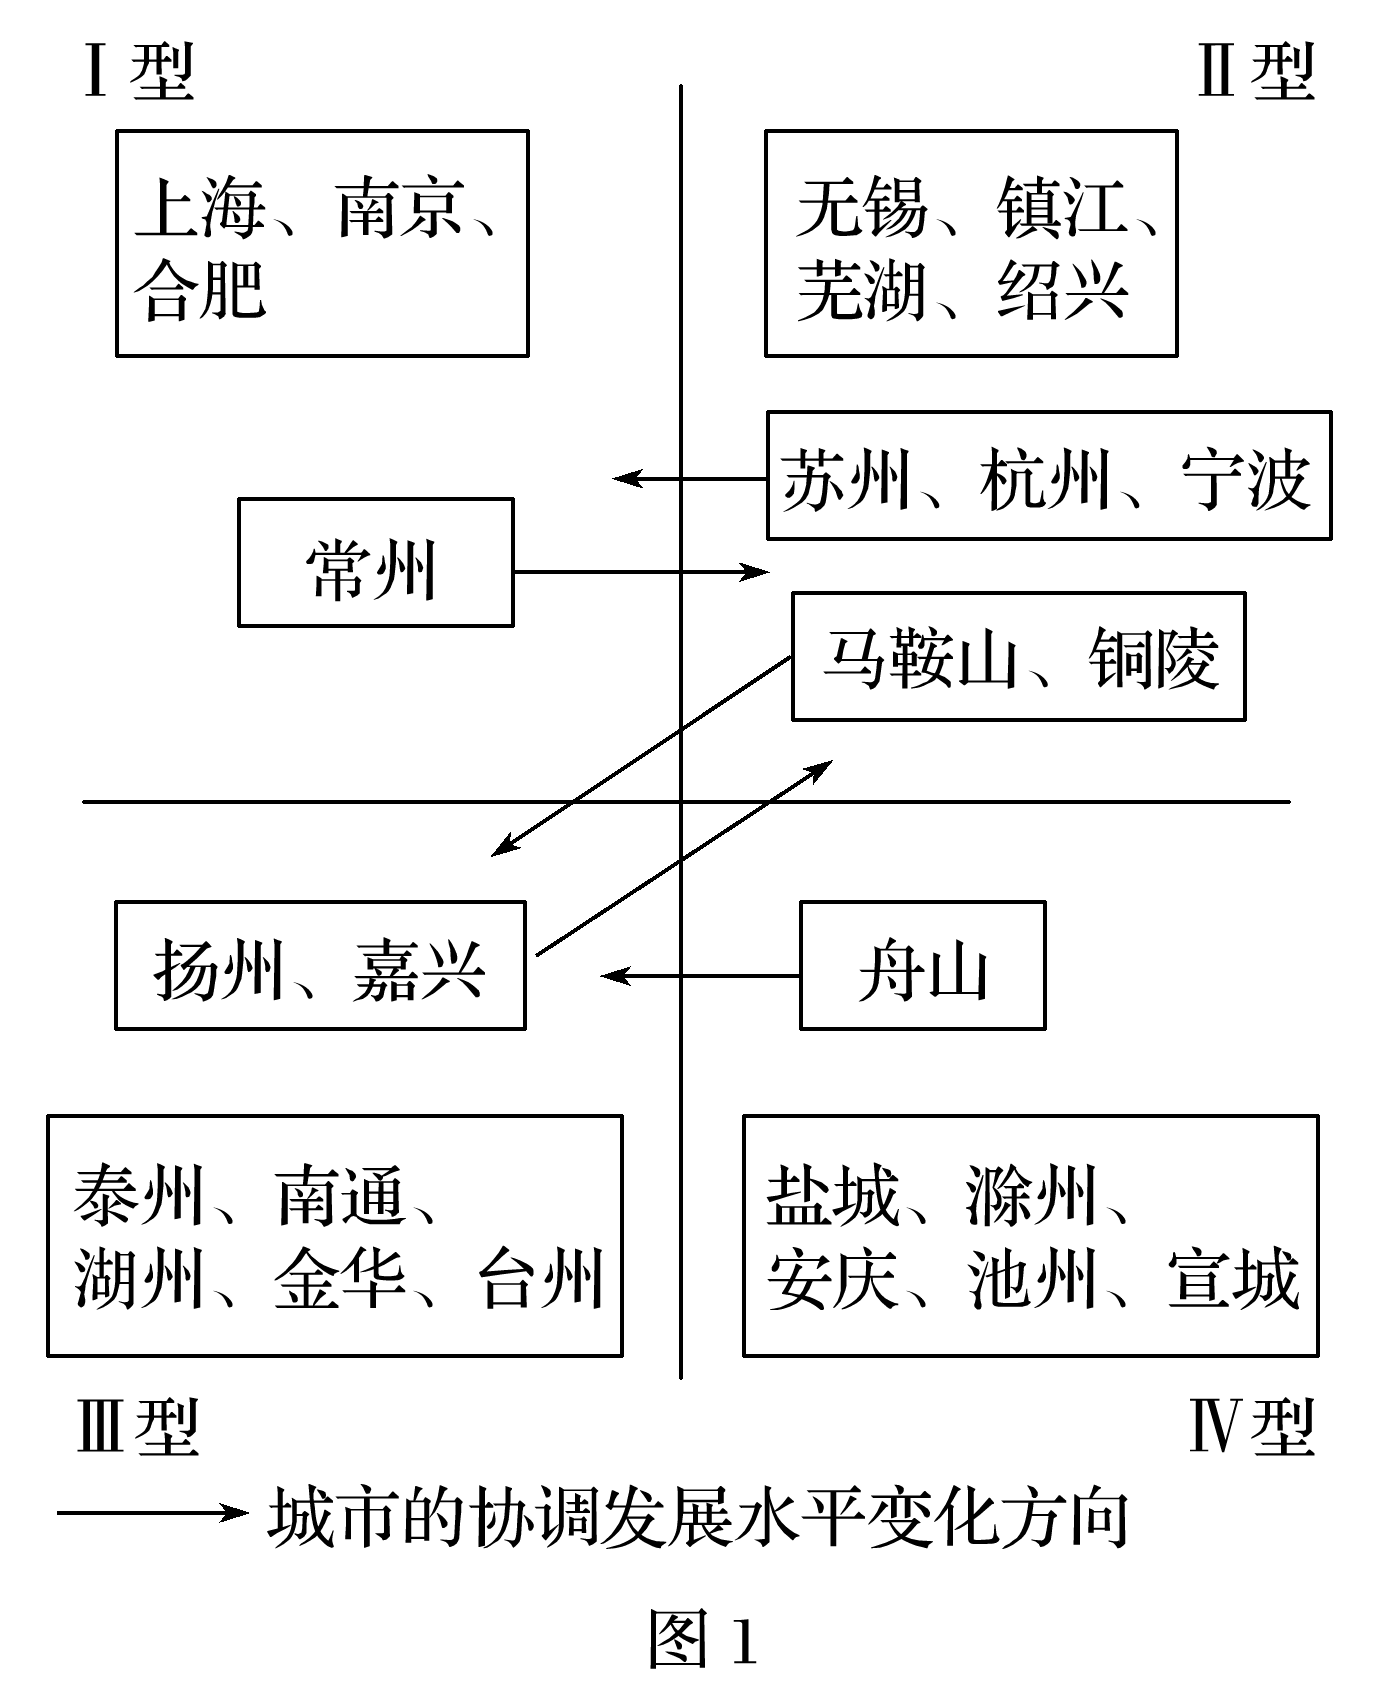 Ⅰ型
Ⅱ型
上海、南京、
合肥
无锡、镇江、
芜湖、绍兴
苏州、杭州、宁波
常州
马鞍山、铜陵
扬州、嘉兴
舟山
泰州、南通、
湖州、金华、台州
盐城、滁州、
安庆、池州、宣城
Ⅲ型
Ⅳ型
城市的协调发展水平变化方向
图1